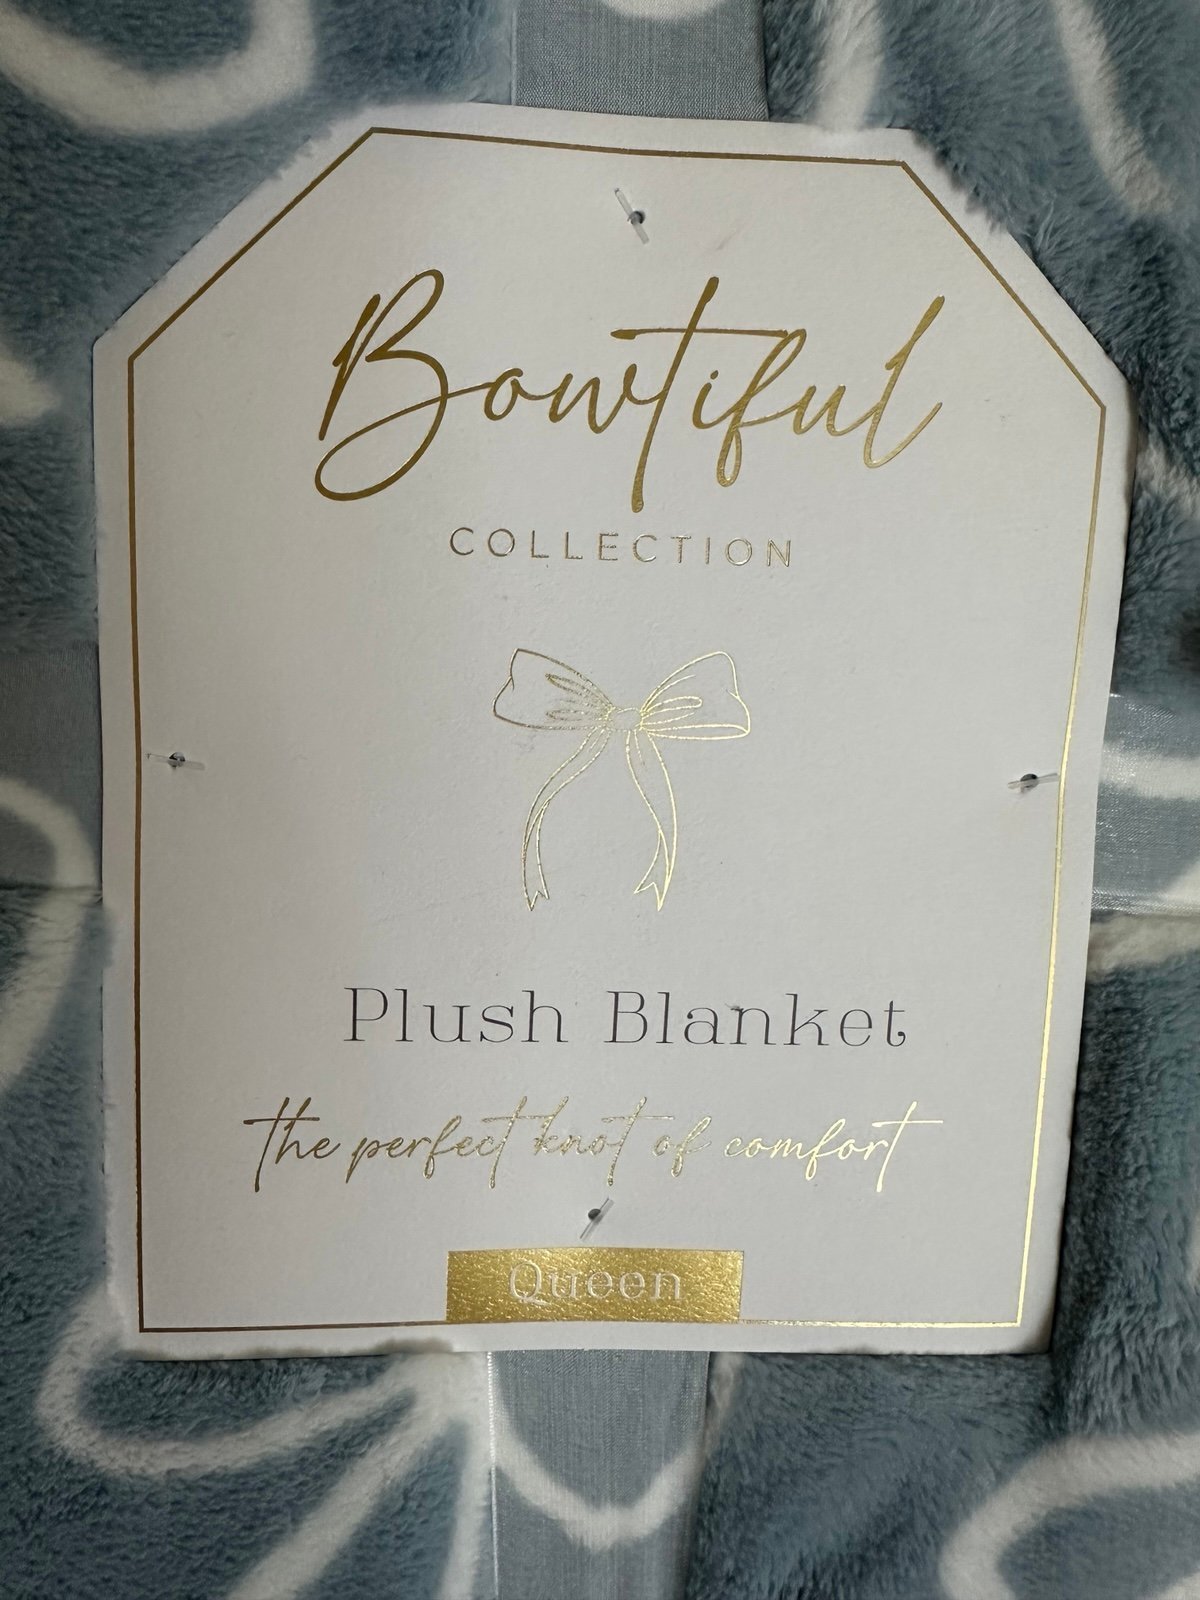 Bowtiful
COLLECTION
Plush Blanket
the perfect knot of comfort
Queen